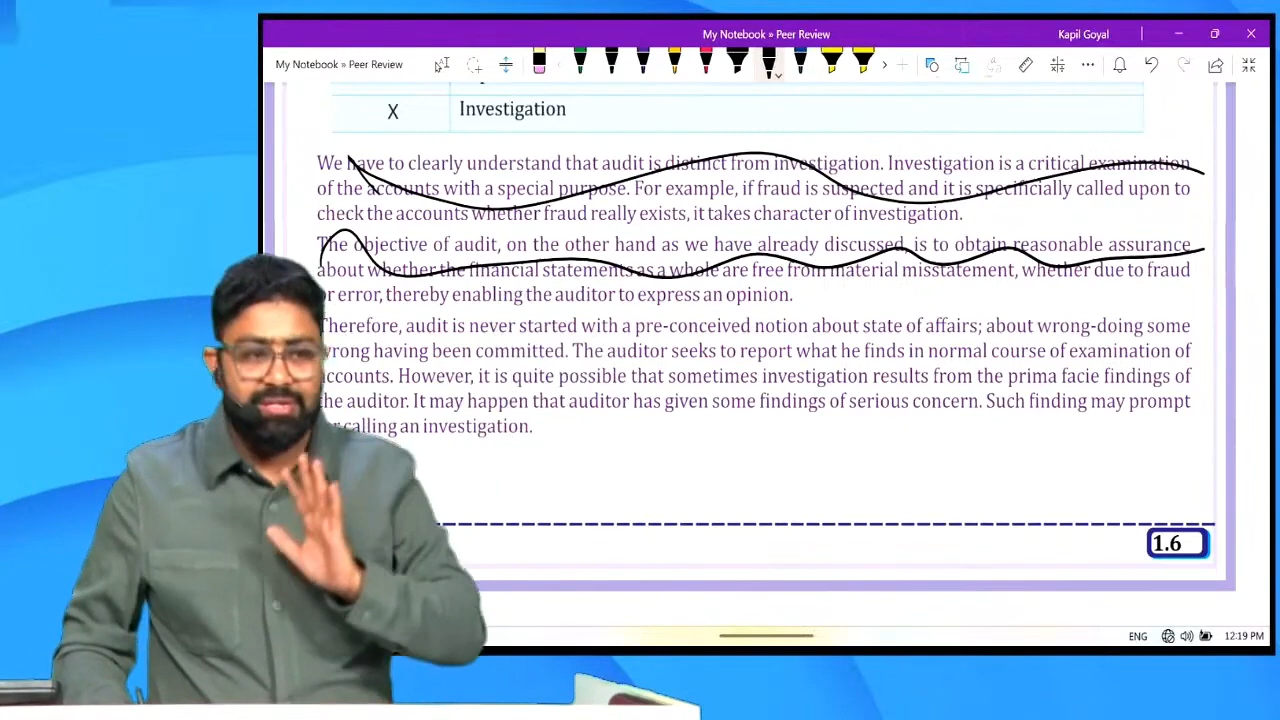 My Notebook » Peer Review
Kapil Goyal
My Notebook » Peer Review
X Investigation
We have to clearly understand that audit is distinct from investigation. Investigation is a critical examination
of the accounts with a special purpose. For example, if fraud is suspected and it is specificially called upon to
check the accounts whether fraud really exists, it takes character of investigation.
The objective of audit, on the other hand as we have already discussed, is to obtain reasonable assurance
about whether the financial statements as a whole are free from material misstatement, whether due to fraud
or error, thereby enabling the auditor to express an opinion.
Therefore, audit is never started with a pre-conceived notion about state of affairs; about wrong-doing some
wrong having been committed. The auditor seeks to report what he finds in normal course of examination of
accounts. However, it is quite possible that sometimes investigation results from the prima facie findings of
the auditor. It may happen that auditor has given some findings of serious concern. Such finding may prompt
calling an investigation.
1.6
ENG 12:19 PM